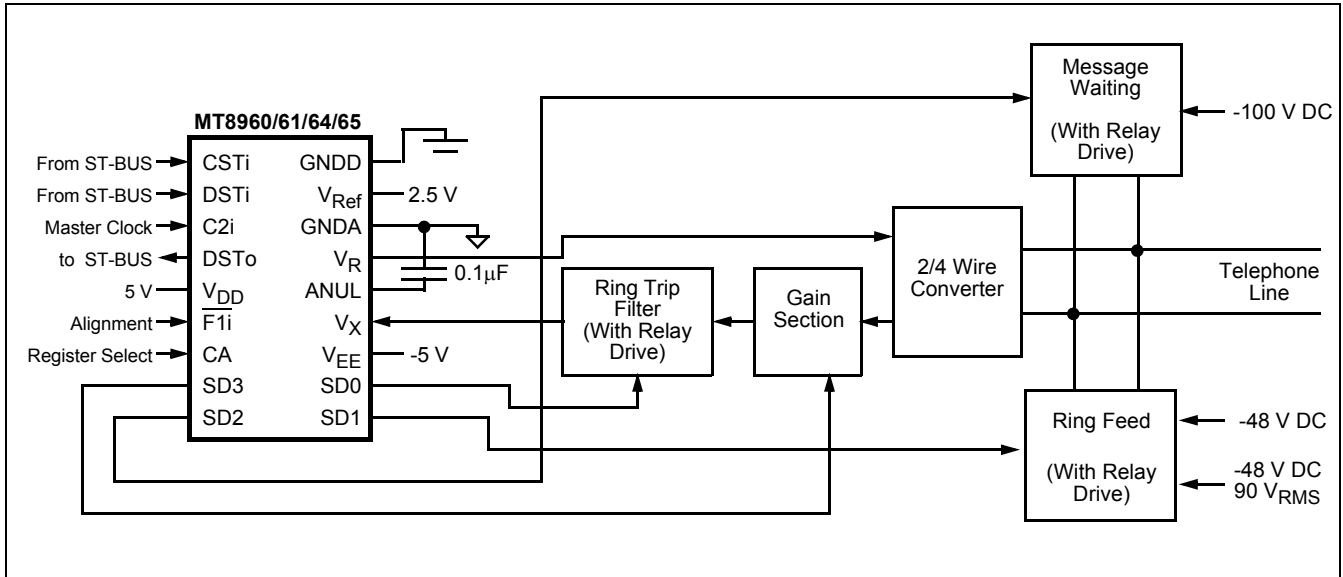 MT8960/61/64/65
From ST-BUS
From ST-BUS
Master Clock
to ST-BUS
5 V
Alignment
Register Select
CSTi
DSTi
C2i
DSTo
VDD
F1i
CA
SD3
SD2
GNDD
VRef
GNDA
VR
ANUL
VX
VEE
SD0
SD1
2.5 V
0.1µF
-5 V
Ring Trip
Filter
(With Relay
Drive)
Gain
Section
2/4 Wire
Converter
Message
Waiting
(With Relay
Drive)
-100 V DC
Telephone
Line
Ring Feed
(With Relay
Drive)
-48 V DC
-48 V DC
90 VRMS